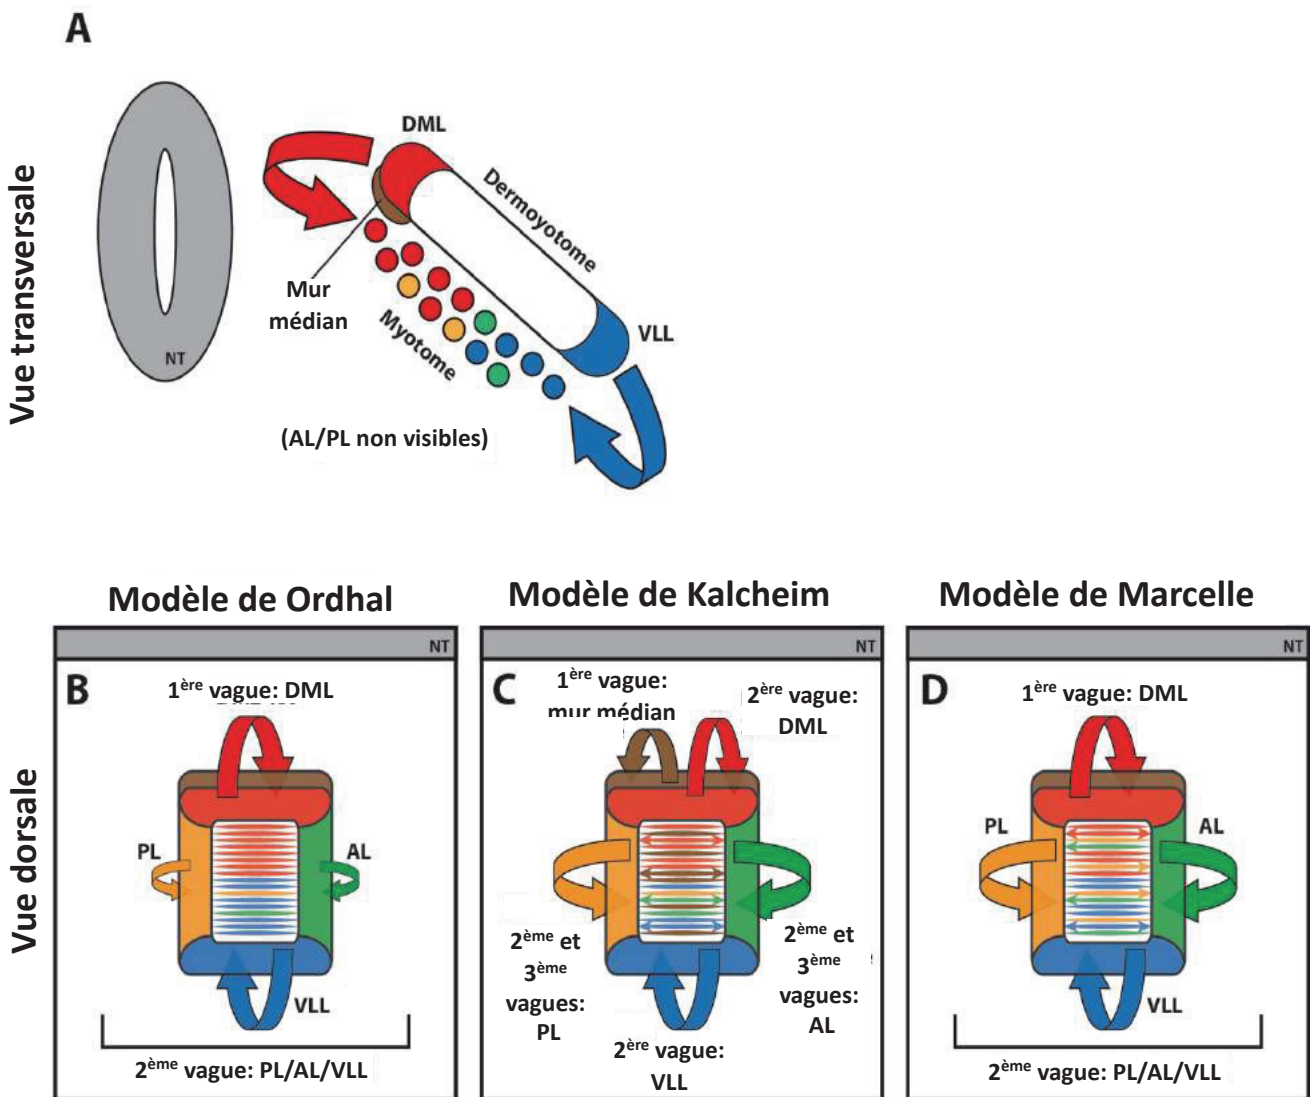 A
Vue transversale
DML
Dermoyotome
Mur
médian
Myotome
VLL
NT
(AL/PL non visibles)
Vue dorsale
Modèle de Ordhal
Modèle de Kalcheim
Modèle de Marcelle
NT
B
1ère vague: DML
PL
AL
VLL
2ème vague: PL/AL/VLL
NT
C
1ère vague:
mur médian
2ère vague:
DML
2ème et
3ème
vagues:
PL
2ème et
3ème
vagues:
AL
2ère vague:
VLL
NT
D
1ère vague: DML
PL
AL
VLL
2ème vague: PL/AL/VLL